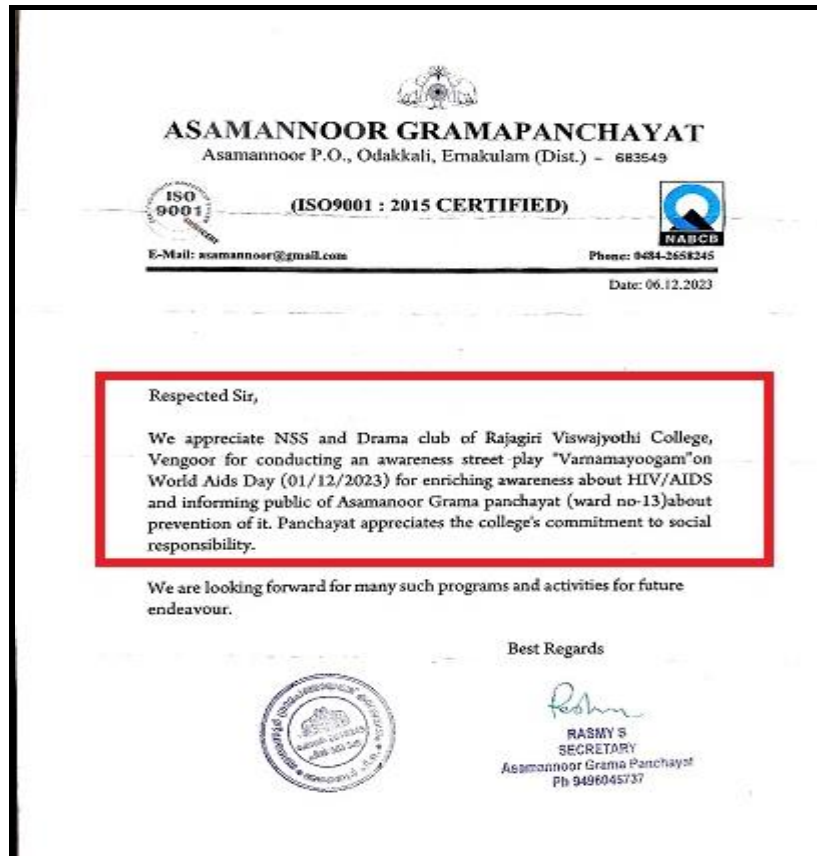 ASAMANNOOR GRAMAPANCHAYAT
Asamannoor P.O., Odakkali, Ernakulam (Dist.) – 683549
ISO
9001
(ISO9001 : 2015 CERTIFIED)
NABCB
E-Mail: asamannoor@gmail.com
Phone: 0484-2658245
Date: 06.12.2023
Respected Sir,
We appreciate NSS and Drama club of Rajagiri Viswajyothi College,
Vengoor for conducting an awareness street play "Varnamayoogam"on
World Aids Day (01/12/2023) for enriching awareness about HIV/AIDS
and informing public of Asamanoor Grama panchayat (ward no-13)about
prevention of it. Panchayat appreciates the college's commitment to social
responsibility.
We are looking forward for many such programs and activities for future
endeavour.
Best Regards
RASMY S
SECRETARY
Asamannoor Grama Panchayat
Ph 9496045737